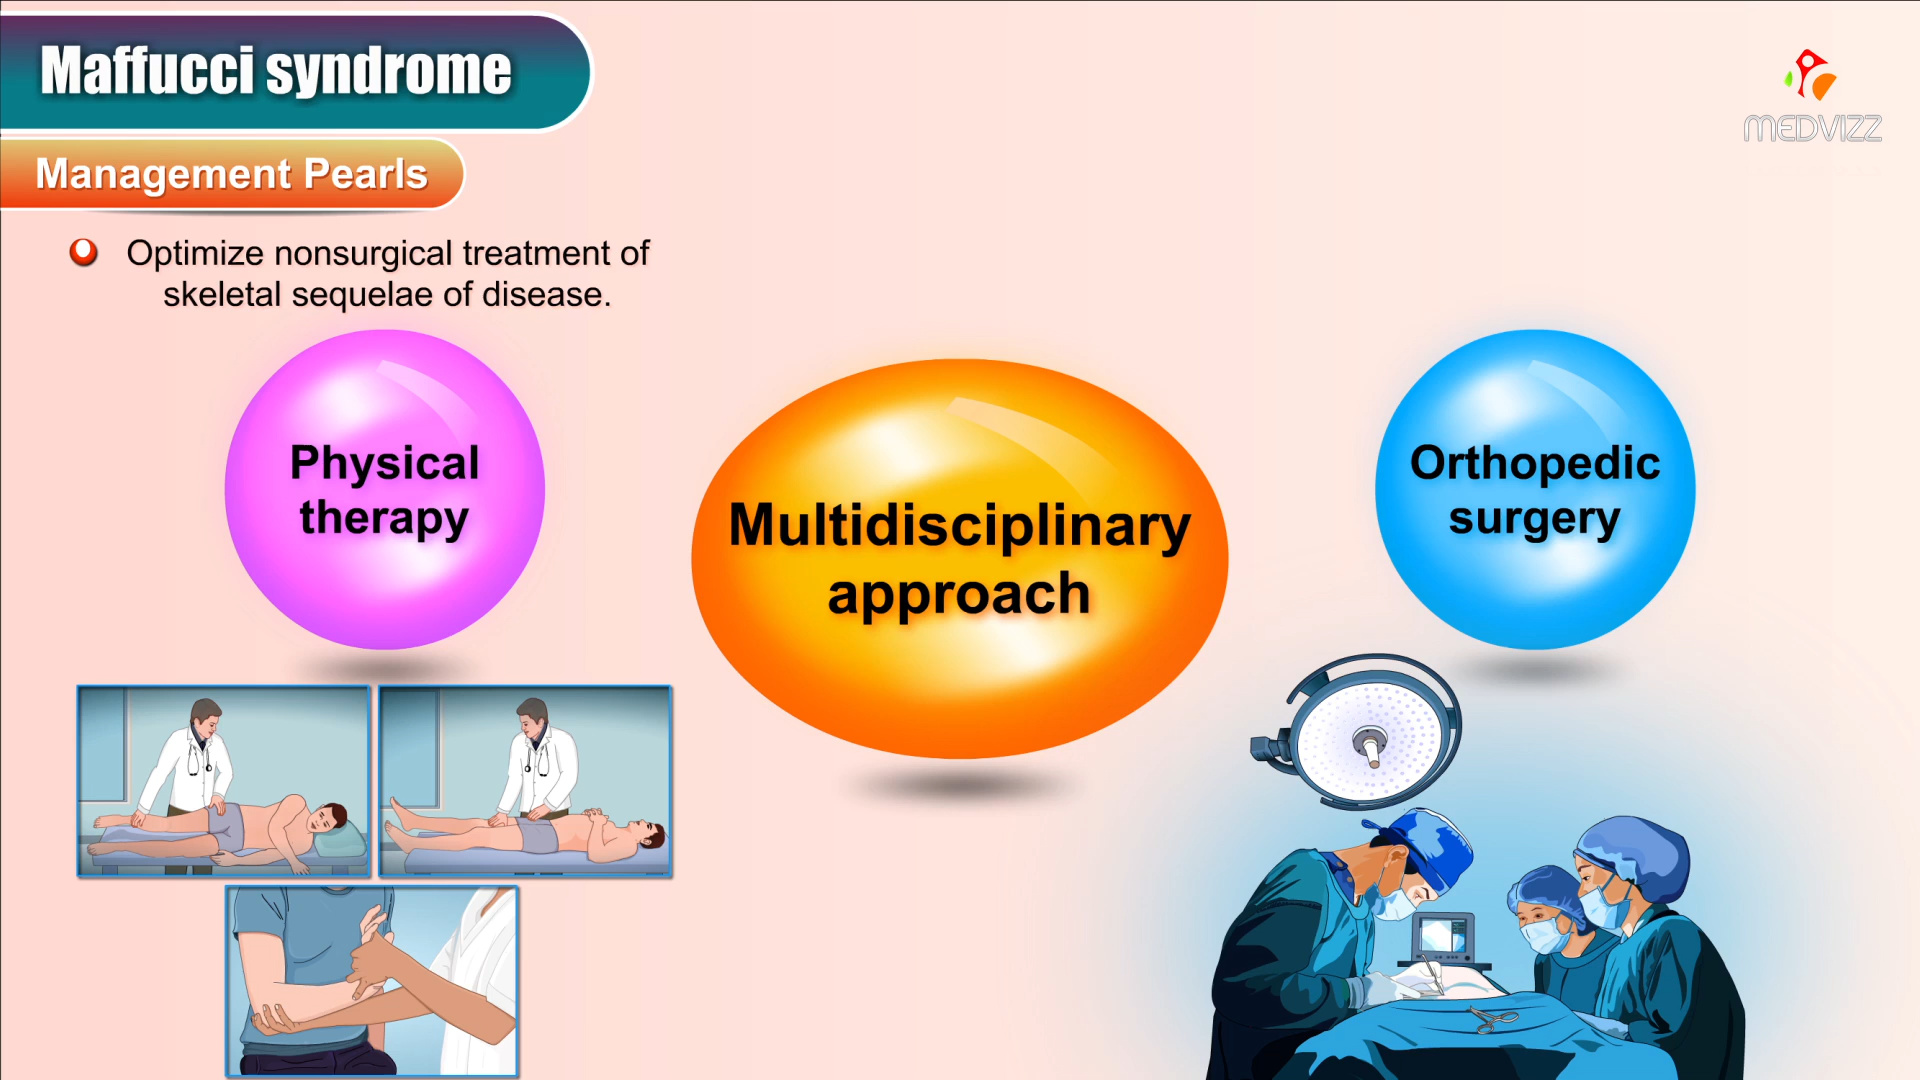 Maffucci syndrome
MEDVIZZ
Management Pearls
Optimize nonsurgical treatment of
skeletal sequelae of disease.
Physical
therapy
Multidisciplinary
approach
Orthopedic
surgery